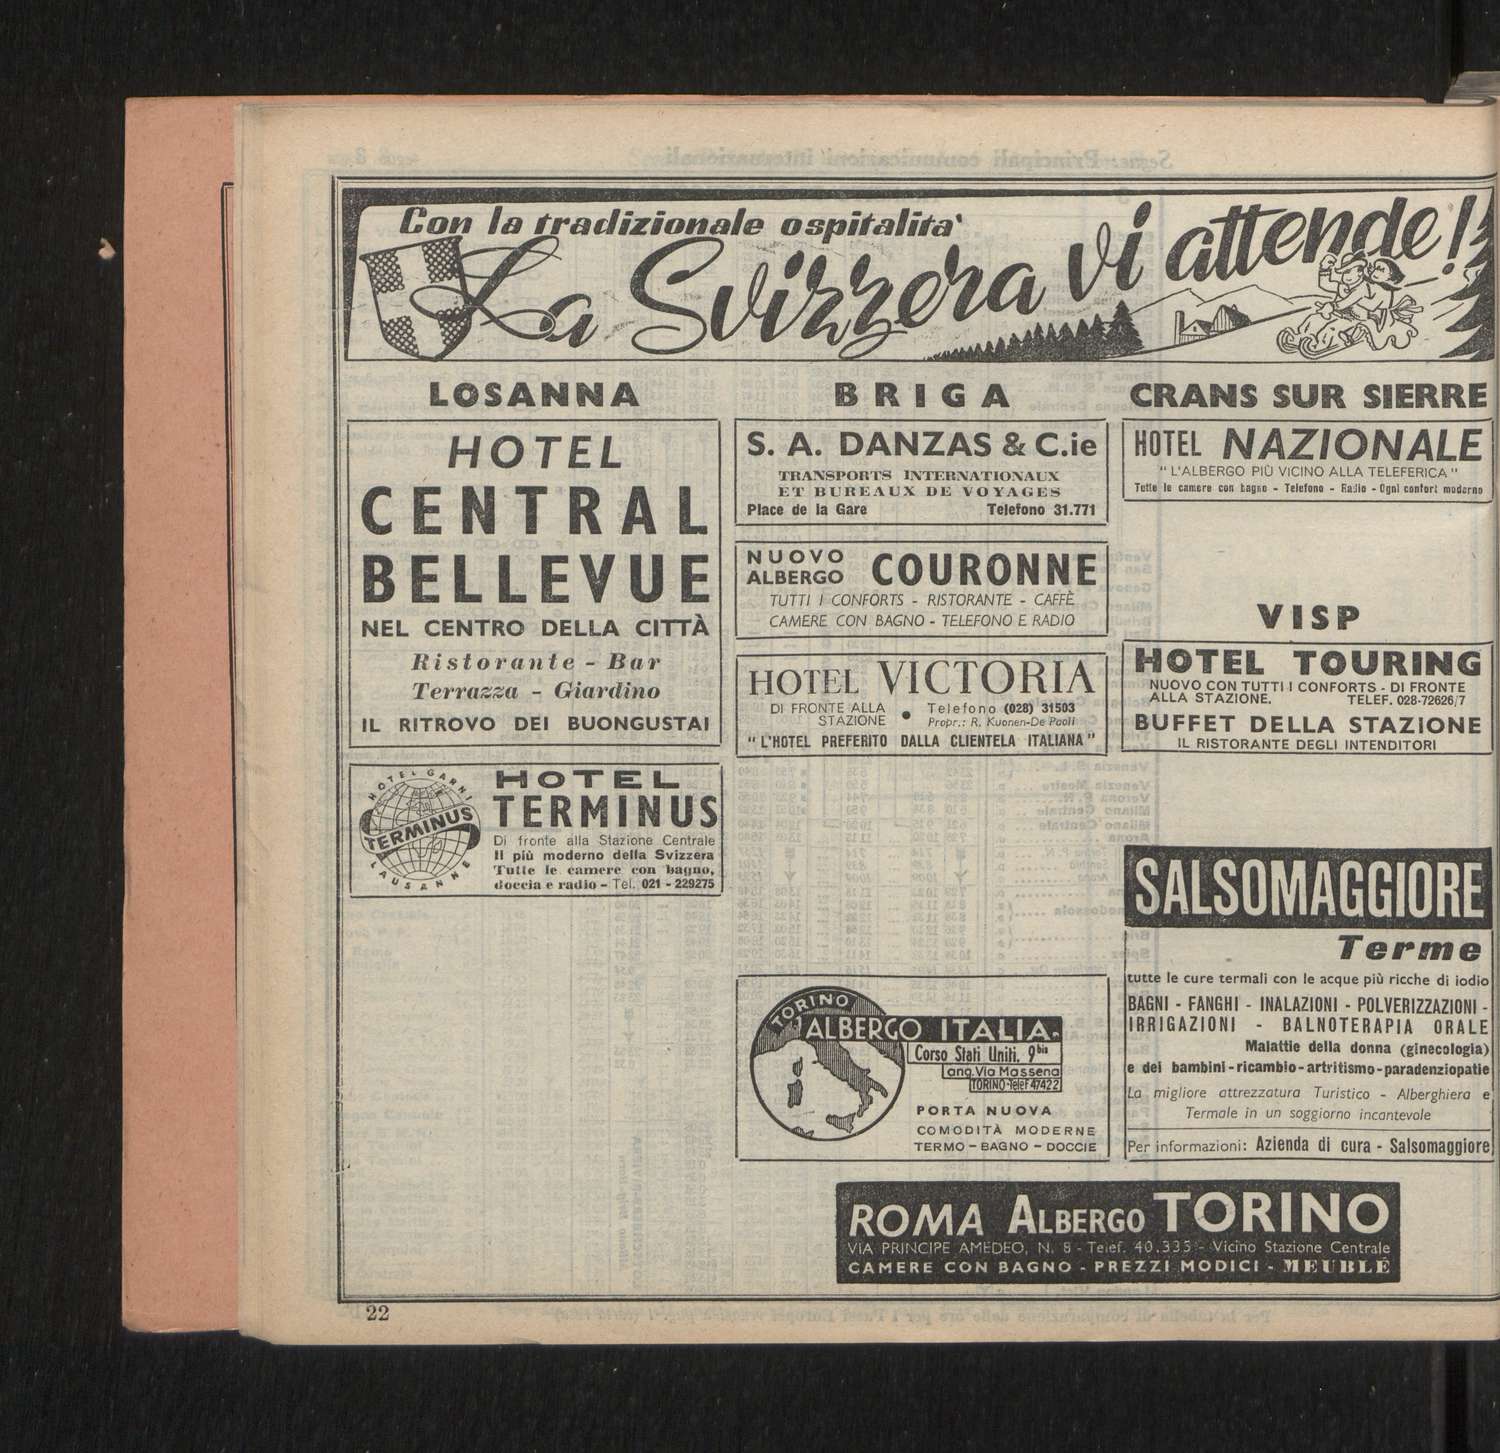 Con la tradizionale ospitalita'
La Svizzera vi attende!
LOSANNA
HOTEL
CENTRAL
BELLEVUE
NEL CENTRO DELLA CITTÀ
Ristorante - Bar
Terrazza - Giardino
IL RITROVO DEI BUONGUSTAI
HOTEL GARNI
TERMINUS
LAUSANNE
HOTEL
TERMINUS
Di fronte alla Stazione Centrale
Il più moderno della Svizzera
Tutte le camere con bagno,
doccia e radio - Tel. 021 - 229275
BRIGA
S. A. DANZAS & C.ie
TRANSPORTS INTERNATIONAUX
ET BUREAUX DE VOYAGES
Place de la Gare Telefono 31.771
NUOVO
ALBERGO COURONNE
TUTTI I CONFORTS - RISTORANTE - CAFFÈ
CAMERE CON BAGNO - TELEFONO E RADIO
HOTEL VICTORIA
DI FRONTE ALLA
STAZIONE
• Telefono (028) 31503
Propr.: R. Kuonen-De Paoli
"L'HOTEL PREFERITO DALLA CLIENTELA ITALIANA"
CRANS SUR SIERRE
HOTEL NAZIONALE
"L'ALBERGO PIÙ VICINO ALLA TELEFERICA"
Tutte le camere con bagno - Telefono - Radio - Ogni confort moderno
VISP
HOTEL TOURING
NUOVO CON TUTTI I CONFORTS - DI FRONTE
ALLA STAZIONE. TELEF. 028-72626/7
BUFFET DELLA STAZIONE
IL RISTORANTE DEGLI INTENDITORI
TORINO
ALBERGO ITALIA
Corso Stati Uniti, 9 bis
ang. Via Massena
TORINO - Telef 47422
PORTA NUOVA
COMODITÀ MODERNE
TERMO - BAGNO - DOCCIE
SALSOMAGGIORE
Terme
tutte le cure termali con le acque più ricche di iodio
BAGNI - FANGHI - INALAZIONI - POLVERIZZAZIONI -
IRRIGAZIONI - BALNOTERAPIA ORALE
Malattie della donna (ginecologia)
e dei bambini - ricambio - artritismo - paradenziopatie
La migliore attrezzatura Turistico - Alberghiera e
Termale in un soggiorno incantevole
Per informazioni: Azienda di cura - Salsomaggiore
ROMA ALBERGO TORINO
VIA PRINCIPE AMEDEO, N. 8 - Telef. 40.335 - Vicino Stazione Centrale
CAMERE CON BAGNO - PREZZI MODICI - MEUBLÈ
22